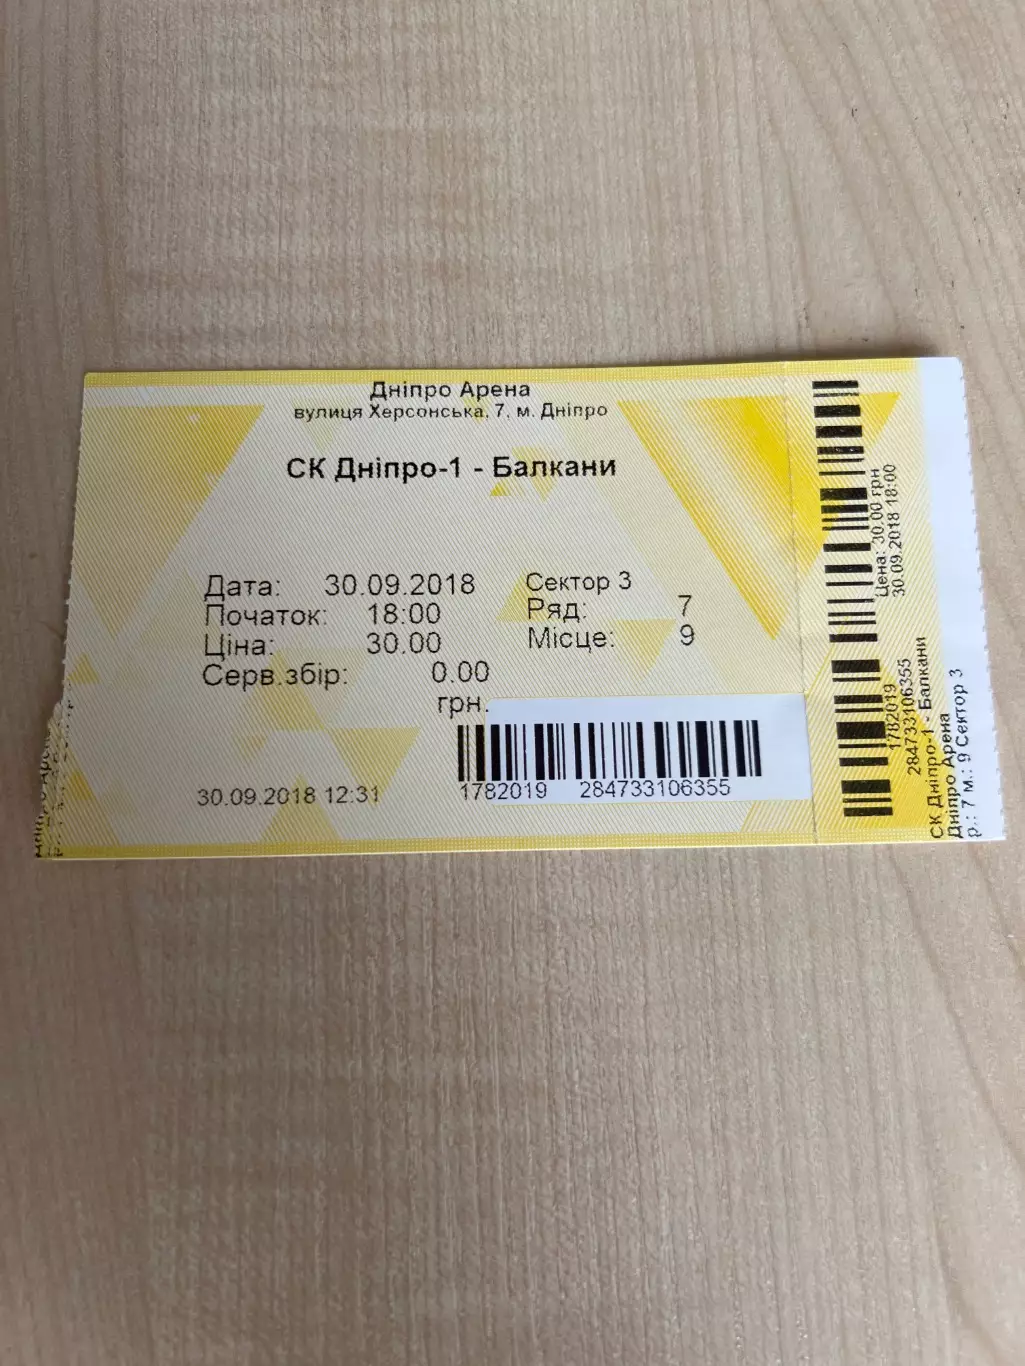 Дніпро Арена
вулиця Херсонська, 7, м. Дніпро
СК Дніпро-1 - Балкани
Дата: 30.09.2018
Початок: 18:00
Ціна: 30.00
Серв.збір: 0.00
грн.
Сектор 3
Ряд: 7
Місце: 9
30.09.2018 12:31
1782019 284733106355
Цена: 30.00 грн
30.09.2018 18:00
1782019
284733106355
СК Дніпро-1 - Балкани
Дніпро Арена
р.: 7 м.: 9 Сектор 3